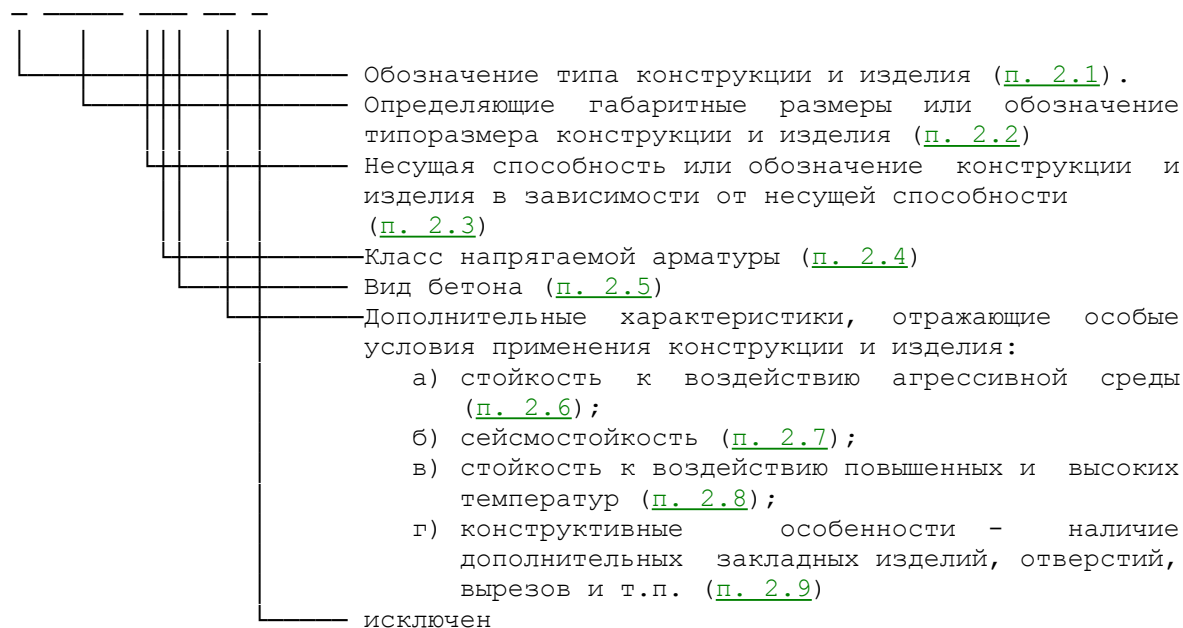 Обозначение типа конструкции и изделия (п. 2.1).
Определяющие габаритные размеры или обозначение
типоразмера конструкции и изделия (п. 2.2)
Несущая способность или обозначение конструкции и
изделия в зависимости от несущей способности
(п. 2.3)
Класс напрягаемой арматуры (п. 2.4)
Вид бетона (п. 2.5)
Дополнительные характеристики, отражающие особые
условия применения конструкции и изделия:
а) стойкость к воздействию агрессивной среды
(п. 2.6);
б) сейсмостойкость (п. 2.7);
в) стойкость к воздействию повышенных и высоких
температур (п. 2.8);
г) конструктивные особенности - наличие
дополнительных закладных изделий, отверстий,
вырезов и т.п. (п. 2.9)
исключен